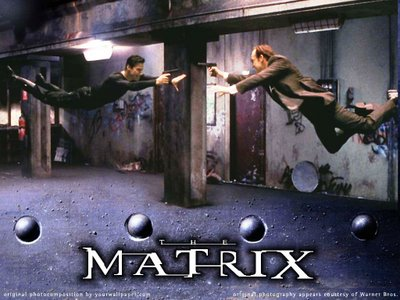 THE
MATRIX
original photocomposition by yourwallpaper.com
original photography appears courtesy of Warner Bros.